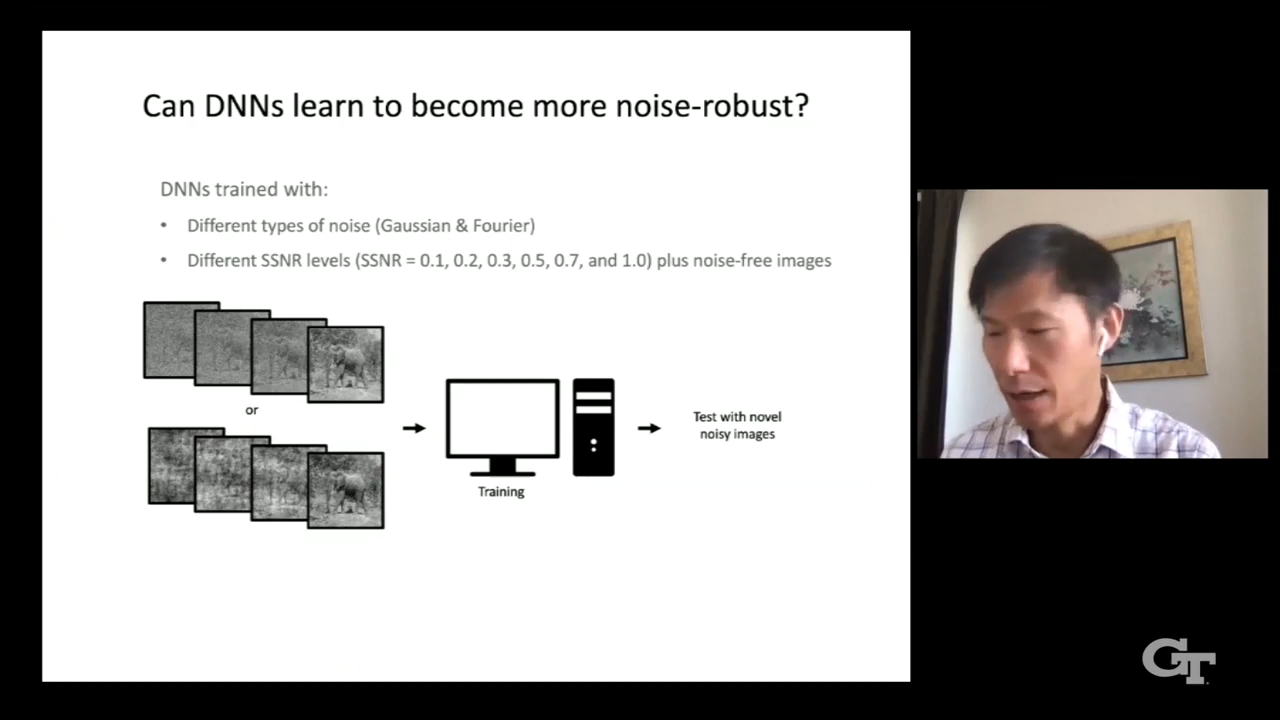 Can DNNs learn to become more noise-robust?
DNNs trained with:
• Different types of noise (Gaussian & Fourier)
• Different SSNR levels (SSNR = 0.1, 0.2, 0.3, 0.5, 0.7, and 1.0) plus noise-free images
or
Training
Test with novel
noisy images
GT